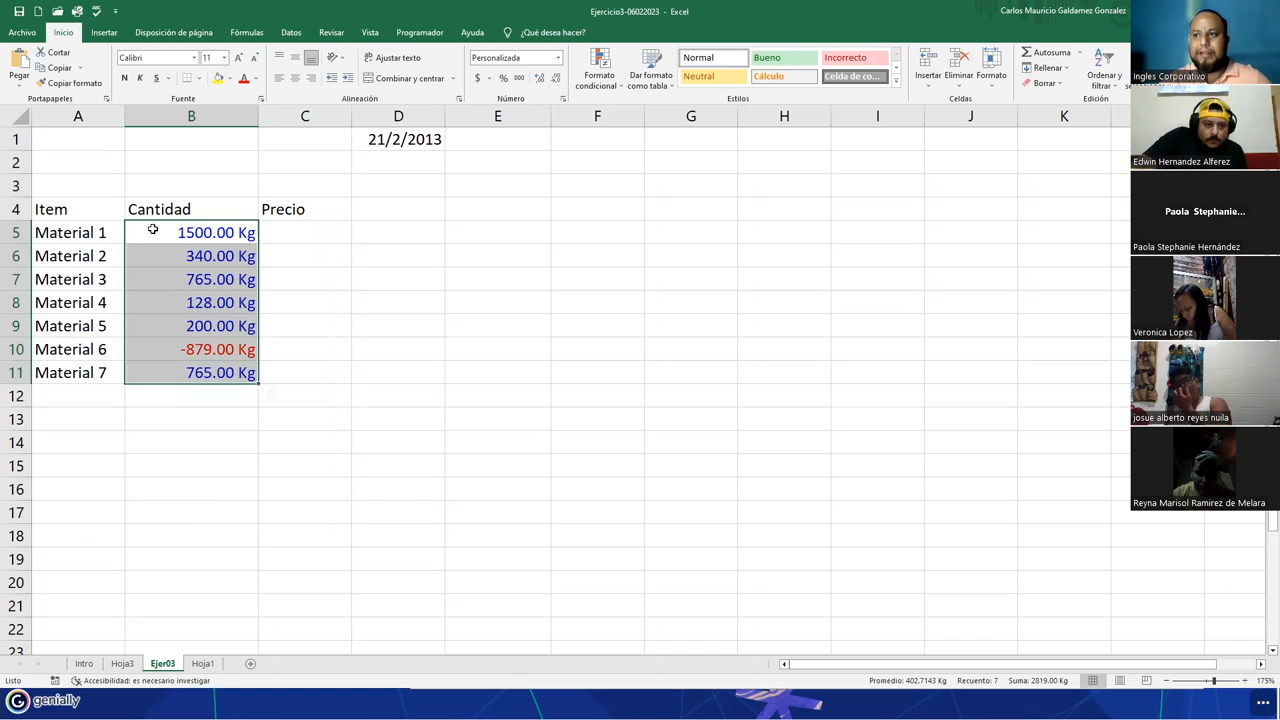 Ejercicio3-06022023 - Excel
Carlos Mauricio Galdamez Gonzalez
Archivo Inicio Insertar Disposición de página Fórmulas Datos Revisar Vista Programador Ayuda ¿Qué desea hacer?
Pegar
Cortar
Copiar
Copiar formato
Portapapeles
Calibri 11
N K S
Fuente
Ajustar texto
Combinar y centrar
Alineación
Personalizada
$ % 000
Número
Formato condicional
Dar formato como tabla
Normal Bueno Incorrecto
Neutral Cálculo Celda de co...
Estilos
Insertar Eliminar Formato
Celdas
Autosuma
Rellenar
Borrar
Ordenar y filtrar
Edición
A B C D E F G H I J K
1 21/2/2013
2
3
4 Item Cantidad Precio
5 Material 1 1500.00 Kg
6 Material 2 340.00 Kg
7 Material 3 765.00 Kg
8 Material 4 128.00 Kg
9 Material 5 200.00 Kg
10 Material 6 -879.00 Kg
11 Material 7 765.00 Kg
12
13
14
15
16
17
18
19
20
21
22
23
Intro Hoja3 Ejer03 Hoja1
Listo Accesibilidad: es necesario investigar Promedio: 402.7143 Kg Recuento: 7 Suma: 2819.00 Kg 175%
genially
Ingles Corporativo
Edwin Hernandez Alferez
Paola Stephanie...
Paola Stephanie Hernández
Veronica Lopez
josue alberto reyes nuila
Reyna Marisol Ramirez de Melara